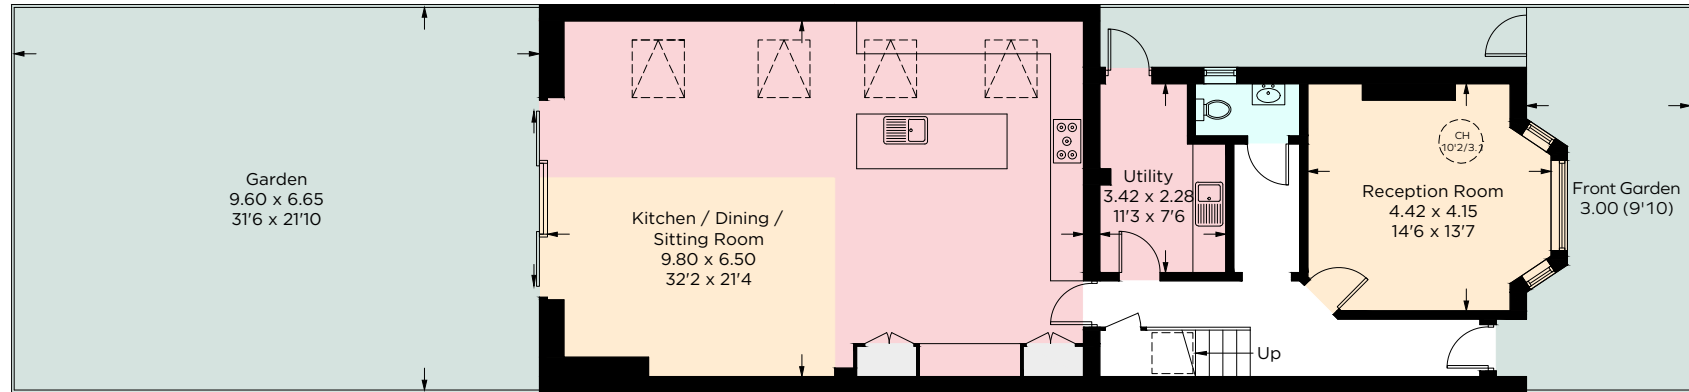 Garden
9.60 x 6.65
31'6 x 21'10
Kitchen / Dining /
Sitting Room
9.80 x 6.50
32'2 x 21'4
Utility
3.42 x 2.28
11'3 x 7'6
Up
CH
Reception Room
4.42 x 4.15
14'6 x 13'7
Front Garden
3.00 (9'10)